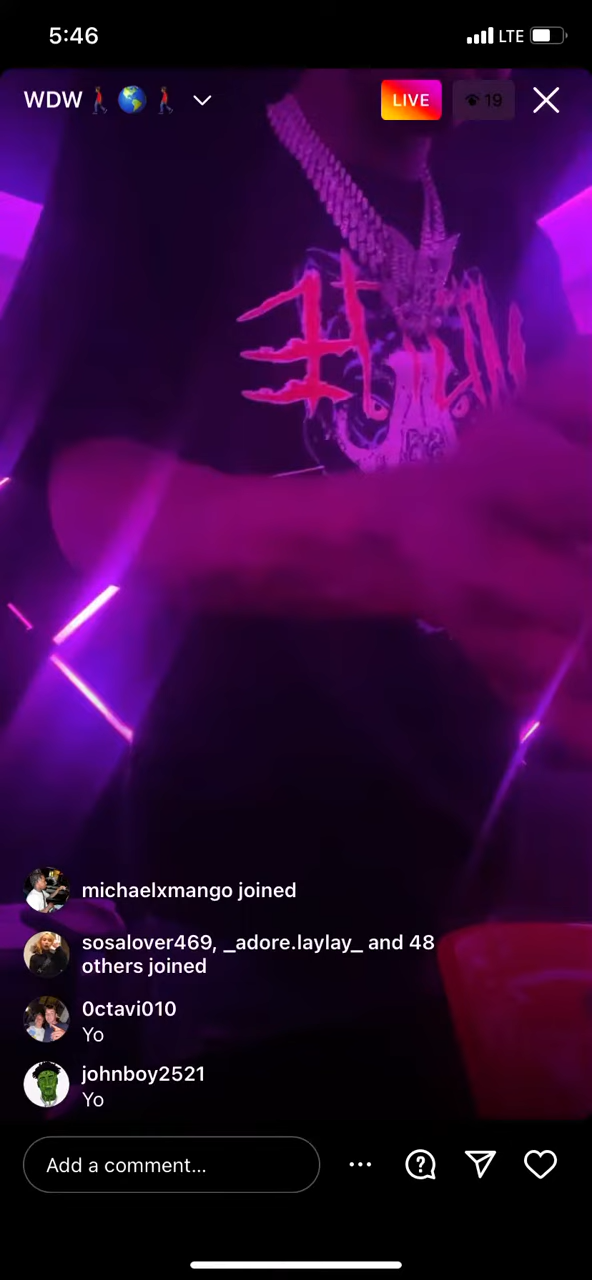 5:46
LTE
WDW🚶🏿‍♂️🌎🚶🏿‍♂️
LIVE
19
michaelxmango joined
sosalover469, _adore.laylay_ and 48
others joined
0ctavi010
Yo
johnboy2521
Yo
Add a comment...